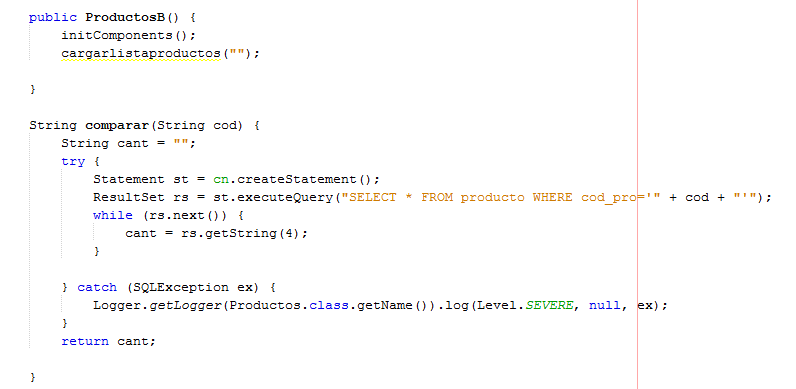 public ProductosB() {
initComponents();
cargarlistaproductos("");
}
String comparar(String cod) {
String cant = "";
try {
Statement st = cn.createStatement();
ResultSet rs = st.executeQuery("SELECT * FROM producto WHERE cod_pro='" + cod + "'");
while (rs.next()) {
cant = rs.getString(4);
}
} catch (SQLException ex) {
Logger.getLogger(Productos.class.getName()).log(Level.SEVERE, null, ex);
}
return cant;
}